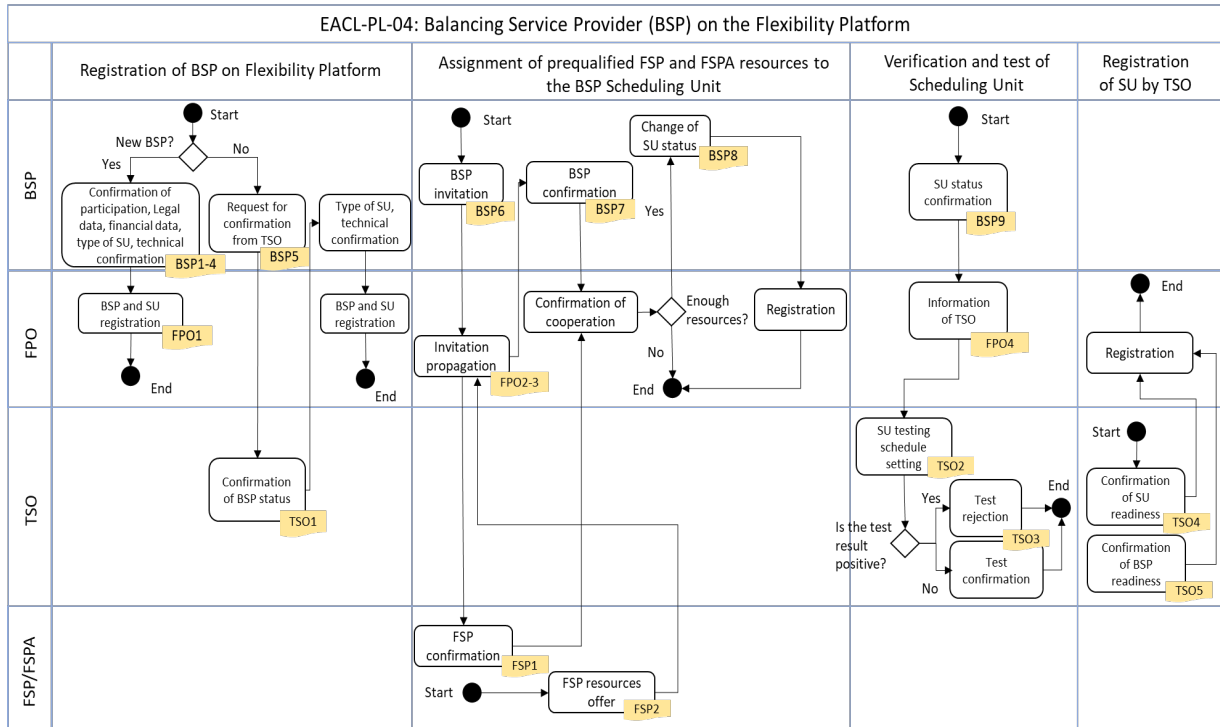 EACL-PL-04: Balancing Service Provider (BSP) on the Flexibility Platform
Registration of BSP on Flexibility Platform
Assignment of prequalified FSP and FSPA resources to
the BSP Scheduling Unit
Verification and test of
Scheduling Unit
Registration
of SU by TSO
BSP
Start
New BSP?
Yes
No
Confirmation of
participation, Legal
data, financial data,
type of SU, technical
confirmation
BSP1-4
Request for
confirmation
from TSO
BSP5
Type of SU,
technical
confirmation
Start
BSP
invitation
BSP6
BSP
confirmation
BSP7
Change of
SU status
BSP8
Yes
Start
SU status
confirmation
BSP9
FPO
BSP and SU
registration
FPO1
End
BSP and SU
registration
End
Invitation
propagation
FPO2-3
Confirmation of
cooperation
Enough
resources?
No
End
Registration
Information
of TSO
FPO4
End
Registration
TSO
Confirmation
of BSP status
TSO1
SU testing
schedule
setting
TSO2
Is the test
result
positive?
Yes
No
Test
rejection
TSO3
Test
confirmation
End
Start
Confirmation
of SU
readiness
TSO4
Confirmation
of BSP
readiness
TSO5
FSP/FSPA
FSP
confirmation
FSP1
Start
FSP resources
offer
FSP2